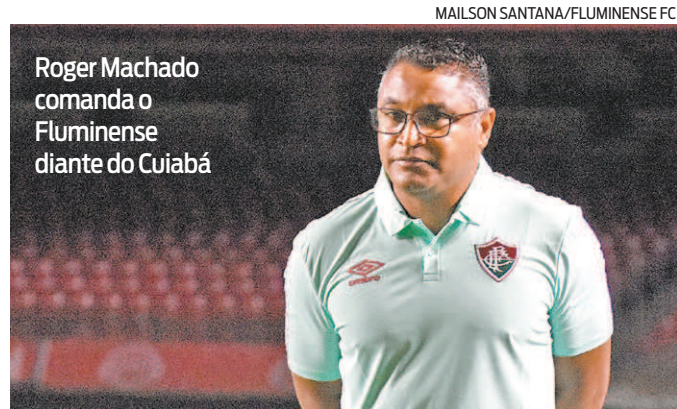 MAILSON SANTANA/FLUMINENSE FC
Roger Machado
comanda o
Fluminense
diante do Cuiabá
umbro